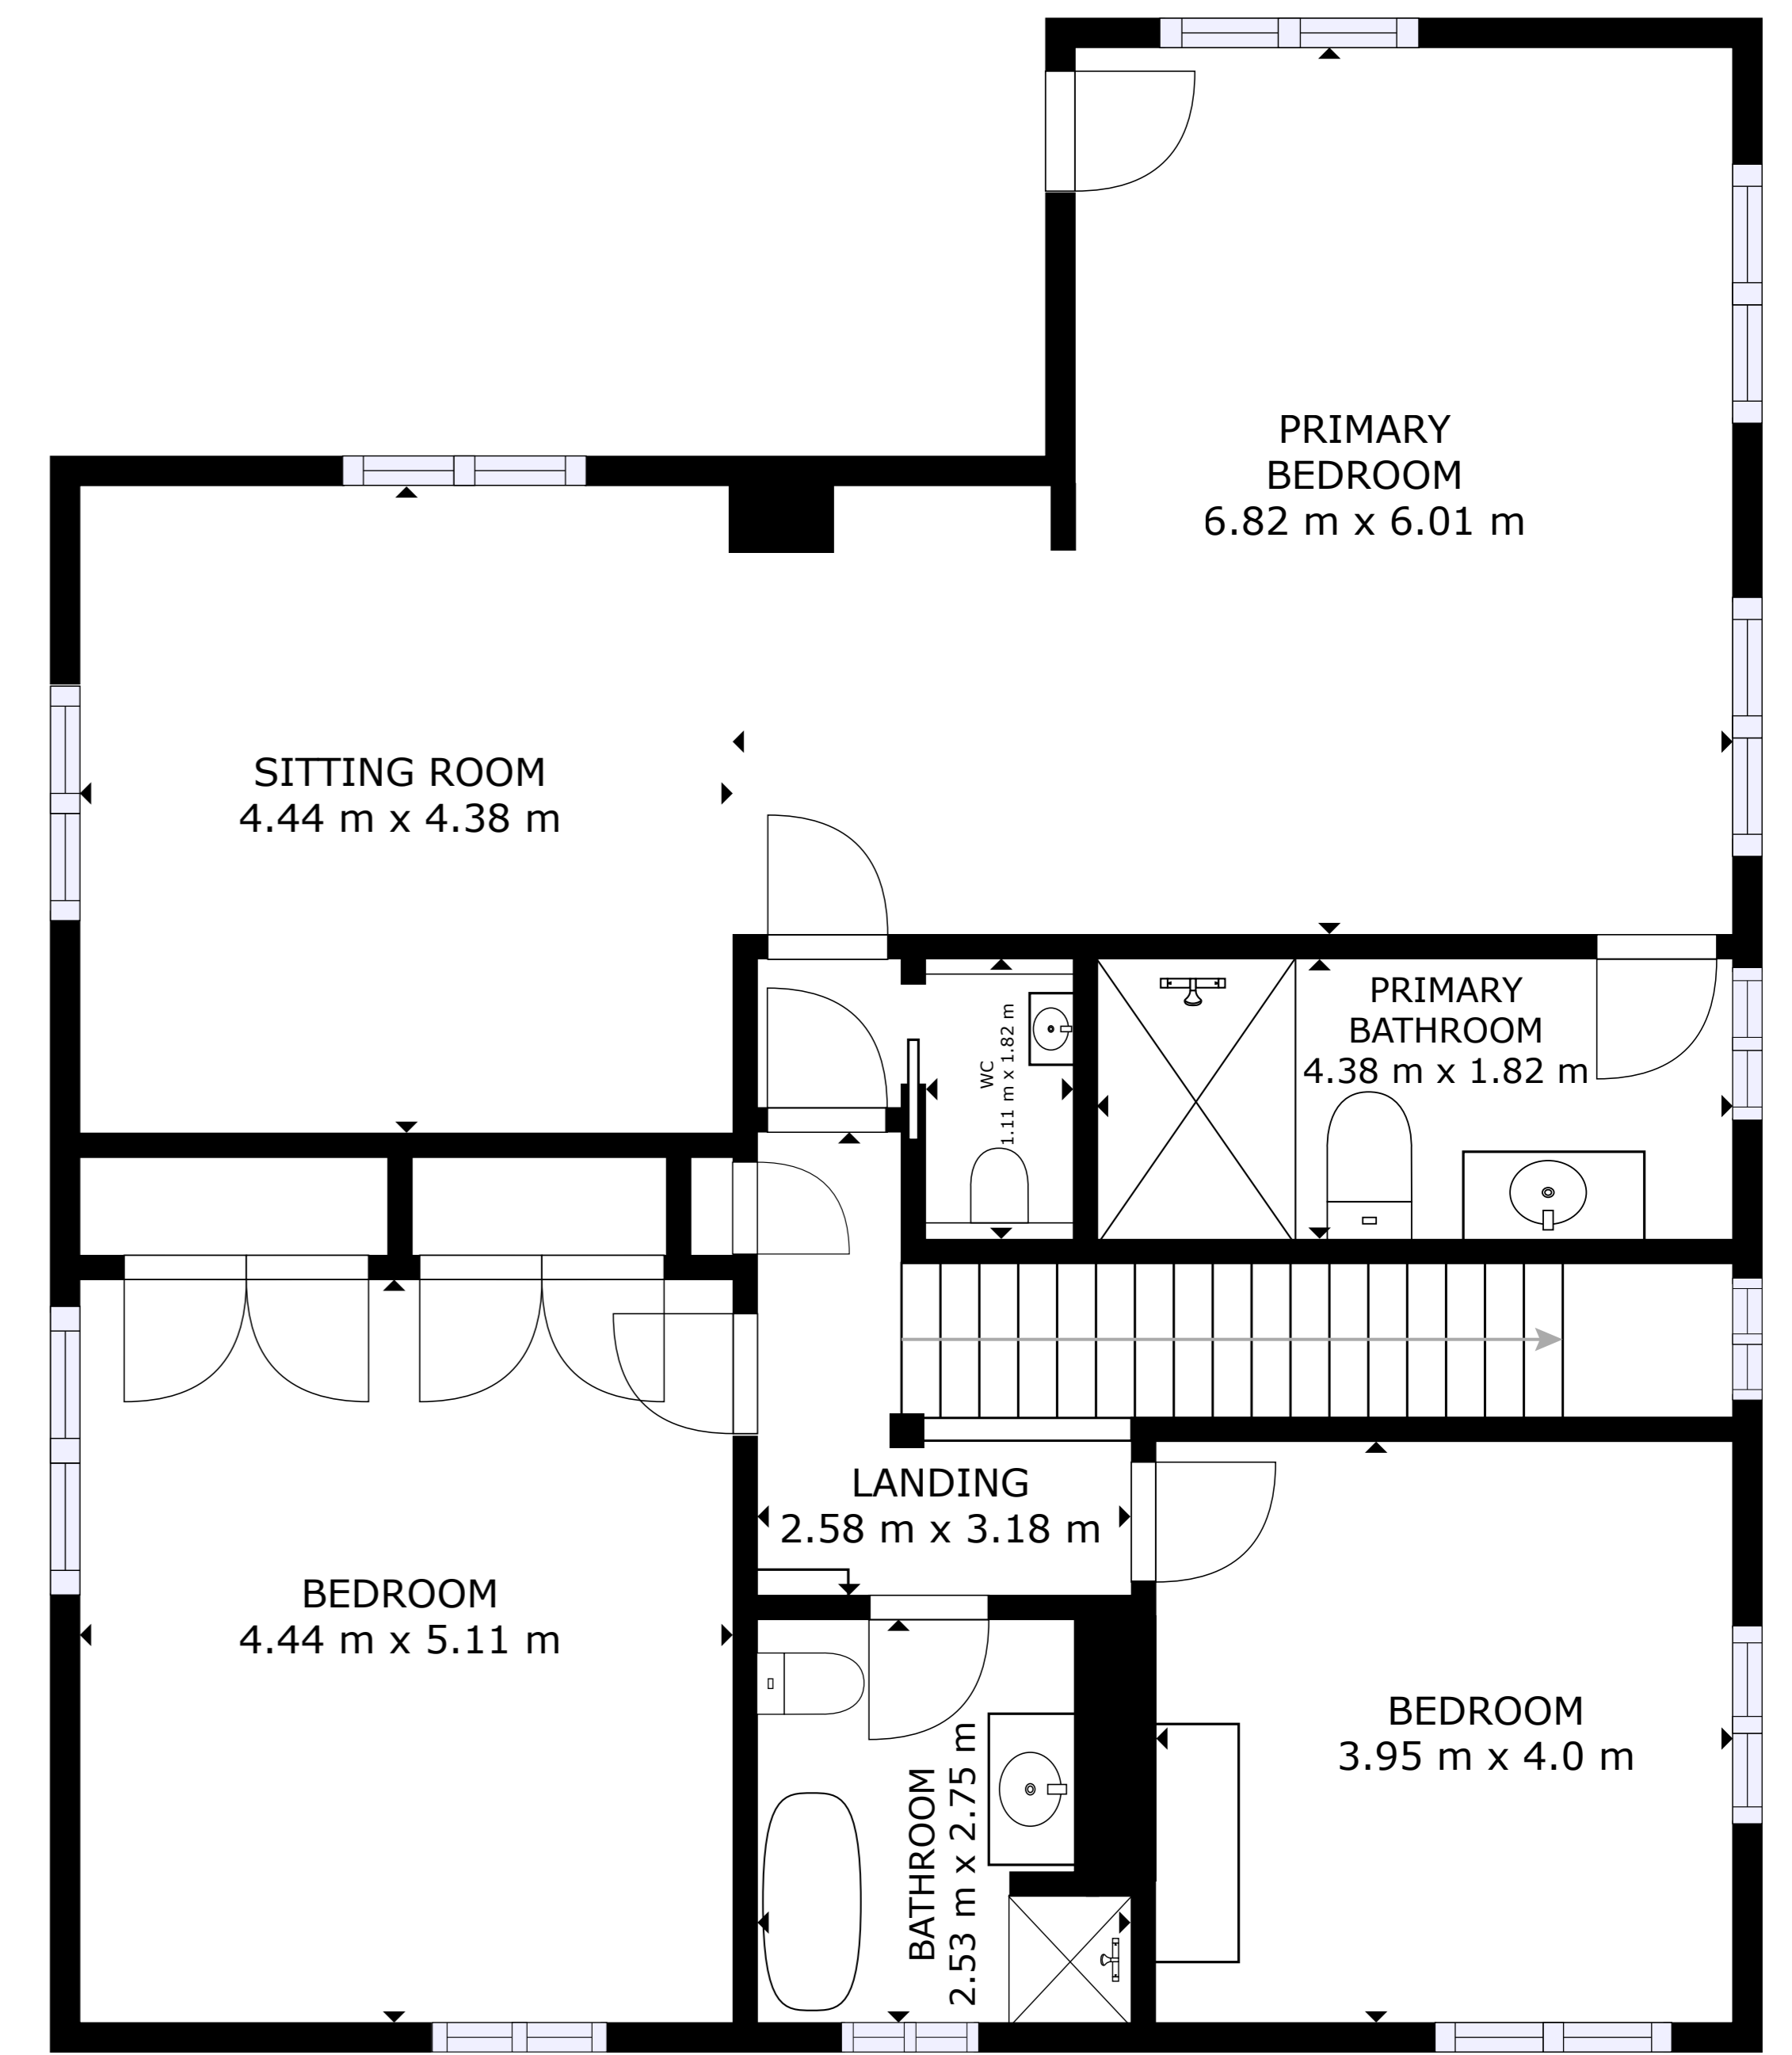 PRIMARY
BEDROOM
6.82 m x 6.01 m
SITTING ROOM
4.44 m x 4.38 m
WC
1.11 m x 1.82 m
PRIMARY
BATHROOM
4.38 m x 1.82 m
LANDING
2.58 m x 3.18 m
BEDROOM
4.44 m x 5.11 m
BATHROOM
2.53 m x 2.75 m
BEDROOM
3.95 m x 4.0 m